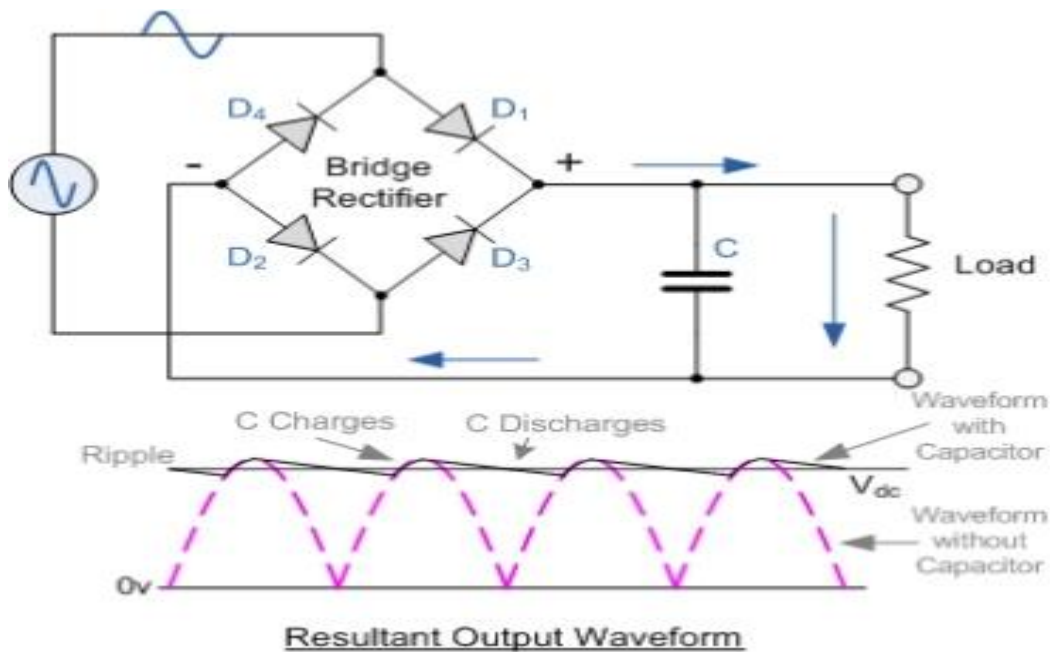 D₄
D₁
-
Bridge
Rectifier
+
D₂
D₃
C
Load
C Charges
C Discharges
Waveform
with
Capacitor
Ripple
Vdc
Waveform
without
Capacitor
0v
Resultant Output Waveform